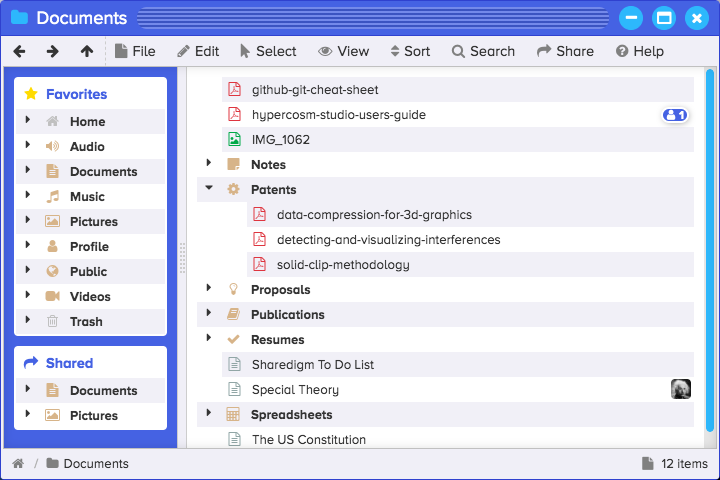 Documents
File Edit Select View Sort Search Share Help
Favorites
Home
Audio
Documents
Music
Pictures
Profile
Public
Videos
Trash
Shared
Documents
Pictures
github-git-cheat-sheet
hypercosm-studio-users-guide 1
IMG_1062
Notes
Patents
data-compression-for-3d-graphics
detecting-and-visualizing-interferences
solid-clip-methodology
Proposals
Publications
Resumes
Sharedigm To Do List
Special Theory
Spreadsheets
The US Constitution
/ Documents 12 items